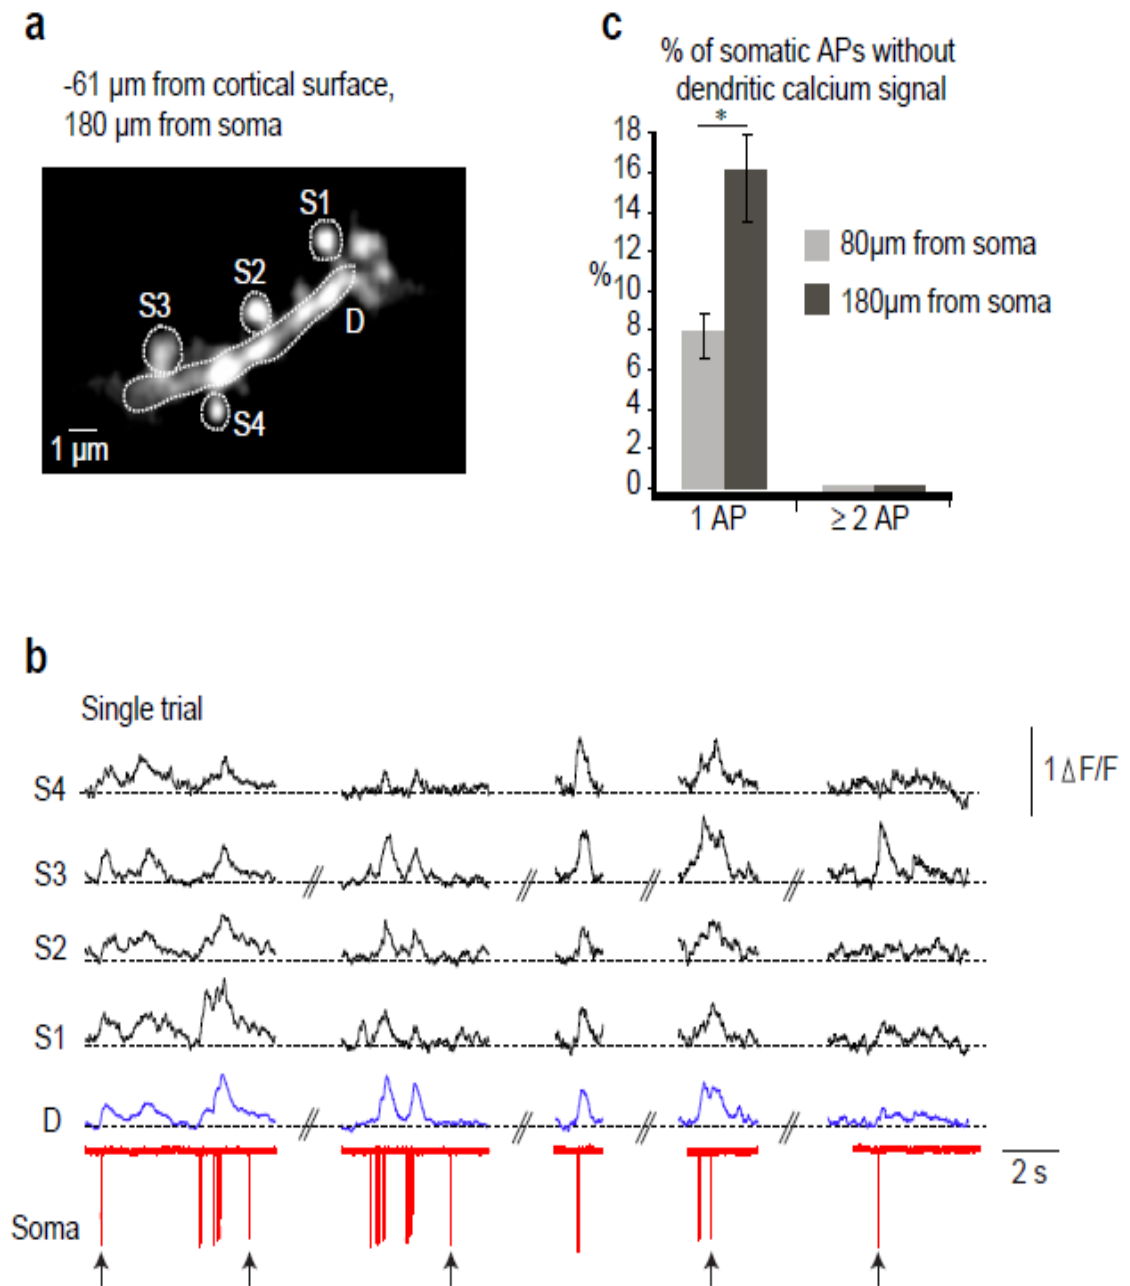 a
-61 µm from cortical surface,
180 µm from soma
S1
S2
S3
D
S4
1 µm
c
% of somatic APs without
dendritic calcium signal
*
18
16
14
12
10
8
6
4
2
0
%
80µm from soma
180µm from soma
1 AP
≥ 2 AP
b
Single trial
S4
1 ΔF/F
S3
S2
S1
D
2 s
Soma